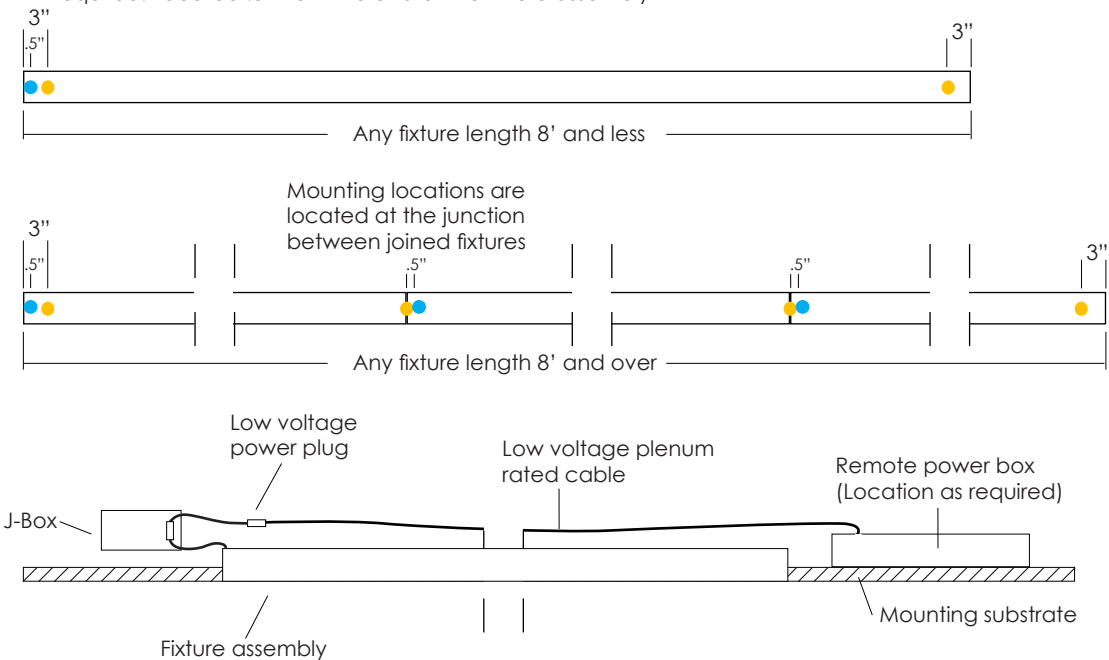 3”
.5”
3”
Any fixture length 8’ and less
Mounting locations are
located at the junction
between joined fixtures
3”
.5”
.5”
.5”
3”
Any fixture length 8’ and over
Low voltage
power plug
Low voltage plenum
rated cable
Remote power box
(Location as required)
J-Box
Mounting substrate
Fixture assembly